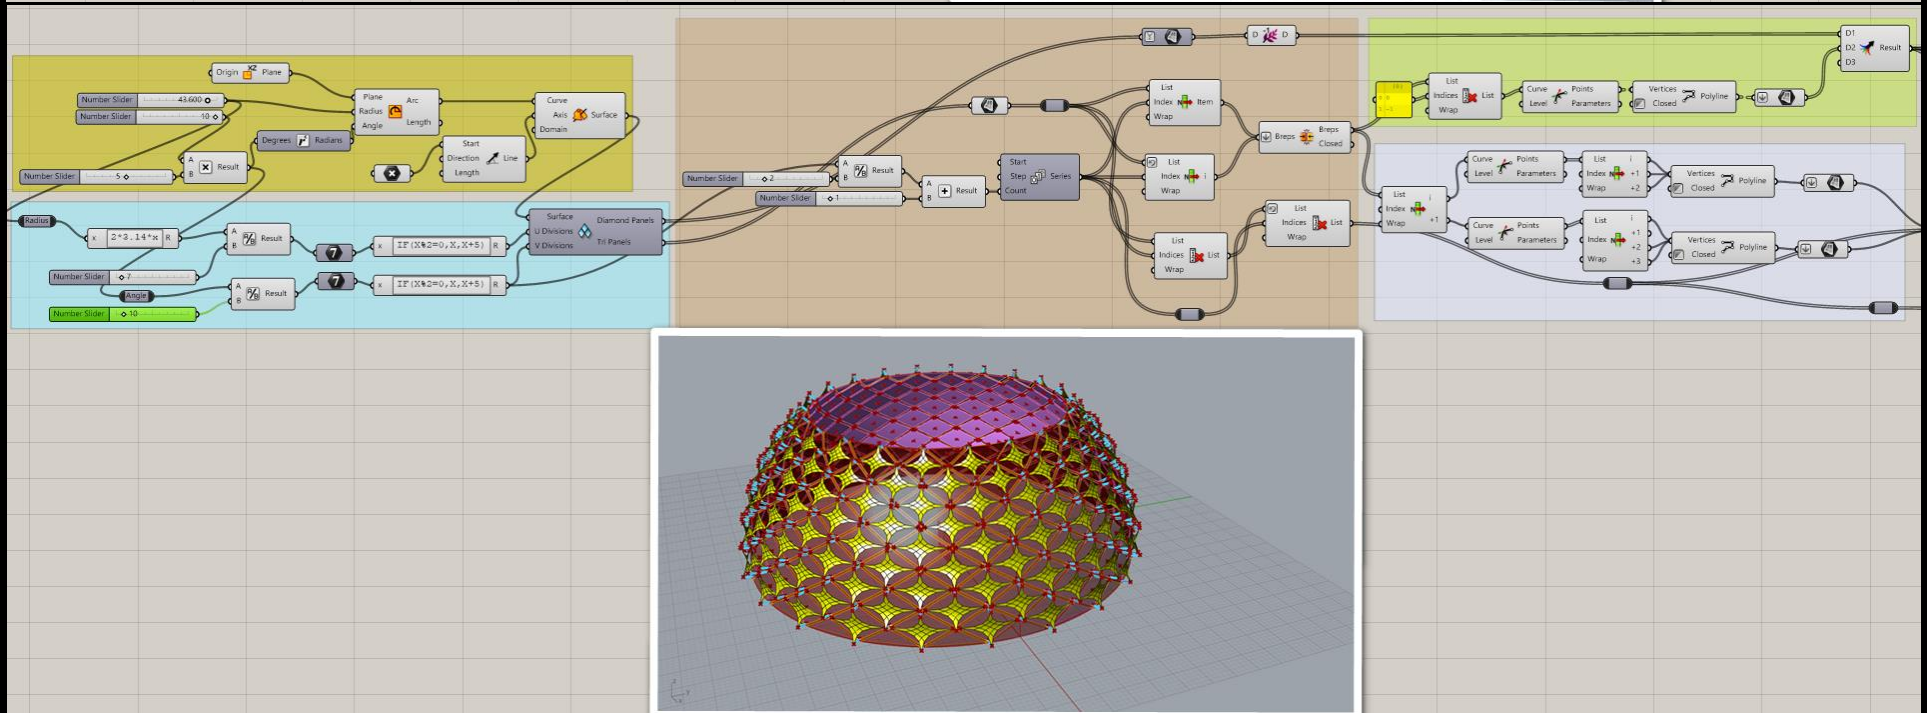 Origin
Plane
Number Slider
43.600
Number Slider
10
Plane
Radius
Angle
Arc
Length
Curve
Axis
Domain
Surface
Degrees
Radians
Start
Direction
Length
Line
A
B
Result
Number Slider
5
Radius
x
2*3.14*x
R
A
B
Result
7
x
IF(X%2=0,X,X+5)
R
Surface
U Divisions
V Divisions
Diamond Panels
Tri Panels
Number Slider
7
Angle
A
B
Result
7
x
IF(X%2=0,X,X+5)
R
Number Slider
10
D
D
List
Index
Wrap
Item
Number Slider
2
A
B
Result
Number Slider
1
A
B
Result
Start
Step
Count
Series
List
Index
Wrap
i
Breps
Breps
Closed
List
Indices
Wrap
List
List
Indices
Wrap
List
D1
D2
D3
Result
List
Indices
Wrap
List
Curve
Level
Points
Parameters
Vertices
Closed
Polyline
List
Index
Wrap
i
+1
Curve
Level
Points
Parameters
List
Index
Wrap
i
+1
+2
Vertices
Closed
Polyline
Curve
Level
Points
Parameters
List
Index
Wrap
i
+1
+2
+3
Vertices
Closed
Polyline